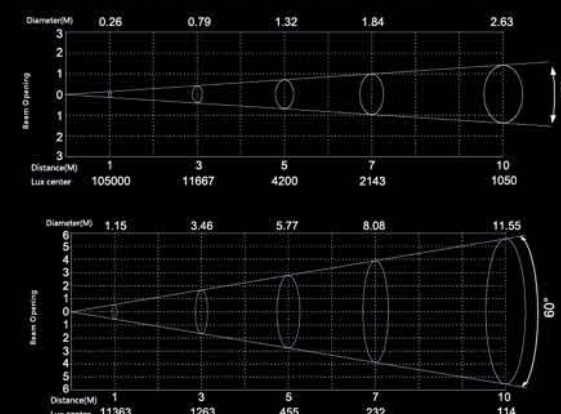 Diameter(M) 0.26 0.79 1.32 1.84 2.63
3
2
1
0
1
2
3
Beam Opening
Distance(M) 1 3 5 7 10
Lux center 105000 11667 4200 2143 1050
Diameter(M) 1.15 3.46 5.77 8.08 11.55
6
5
4
3
2
1
0
1
2
3
4
5
6
Beam Opening
60°
Distance(M) 1 3 5 7 10
Lux center 11363 1263 455 232 114